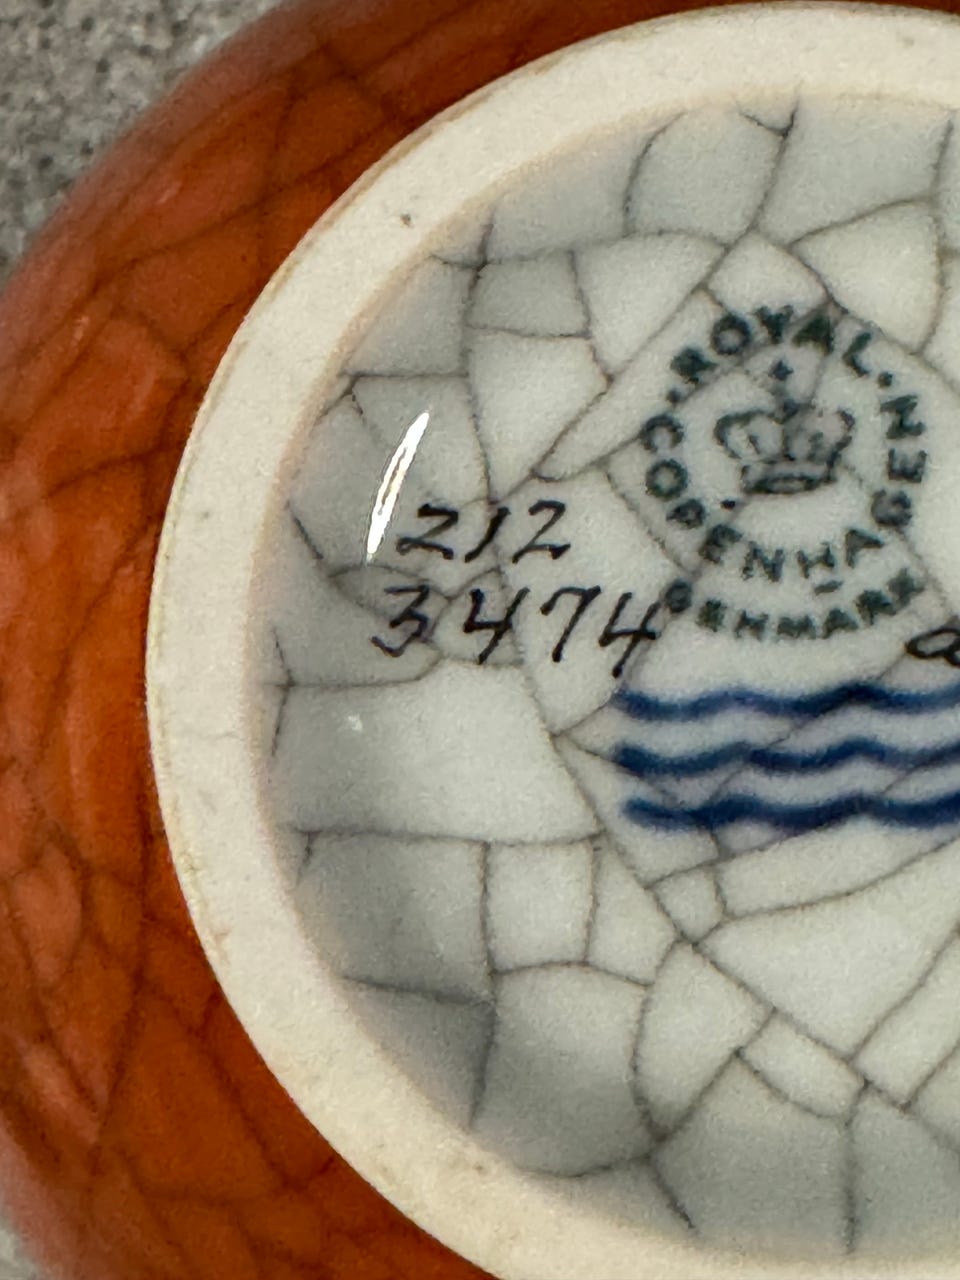 ROYAL
COPENHAGEN
DENMARK
212
3474